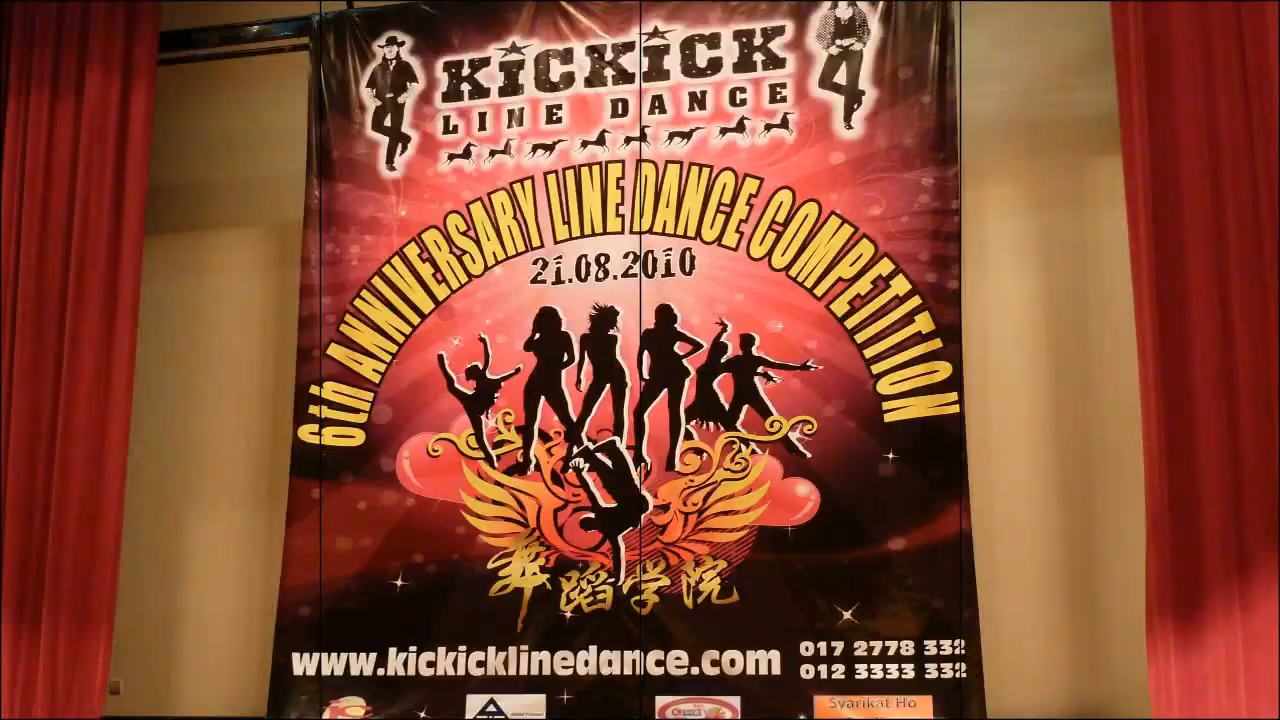 KICKICK
LINE DANCE
6th ANNIVERSARY LINE DANCE COMPETITION
21.08.2010
舞蹈学院
www.kickicklinedance.com
017 2778 332
012 3333 332
Syarikat Ho